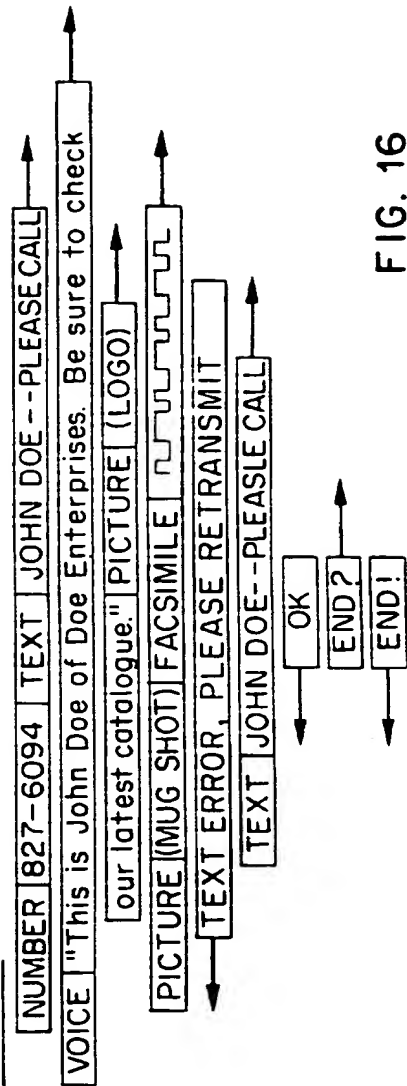 NUMBER 827-6094 TEXT JOHN DOE--PLEASE CALL
VOICE "This is John Doe of Doe Enterprises. Be sure to check
our latest catalogue." PICTURE (LOGO)
PICTURE (MUG SHOT) FACSIMILE
TEXT ERROR, PLEASE RETRANSMIT
TEXT JOHN DOE--PLEASLE CALL
OK
END?
END!
FIG. 16